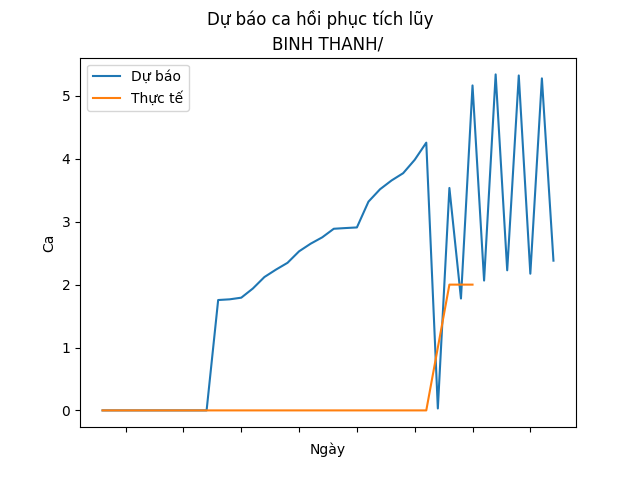 Dự báo ca hồi phục tích lũy
BINH THANH/
Dự báo
Thực tế
5
4
3
2
1
0
Ca
Ngày